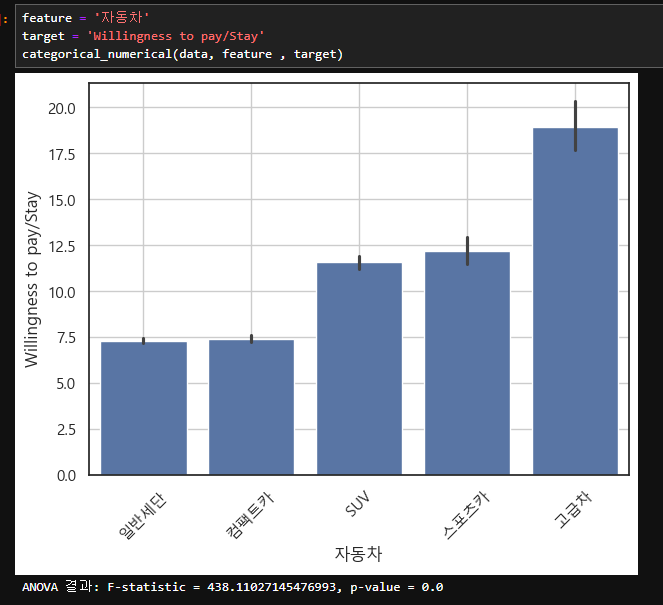 :
feature = '자동차'
target = 'Willingness to pay/Stay'
categorical_numerical(data, feature , target)
20.0
17.5
15.0
12.5
10.0
7.5
5.0
2.5
0.0
Willingness to pay/Stay
일반세단
컴팩트카
SUV
스포츠카
고급차
자동차
ANOVA 결과: F-statistic = 438.11027145476993, p-value = 0.0